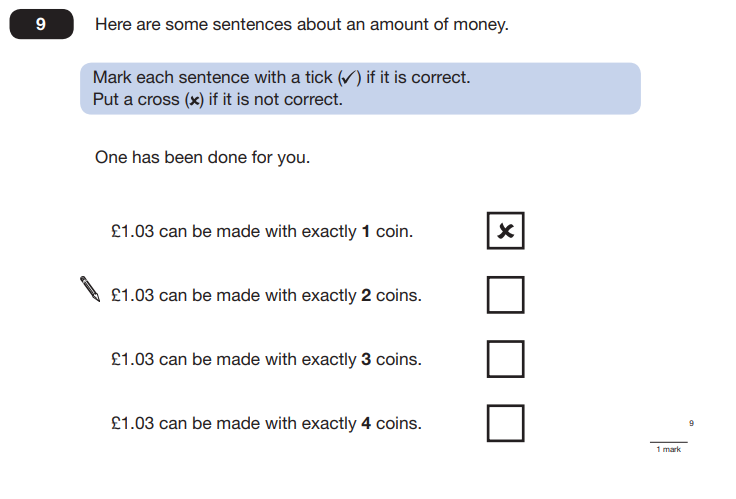 9 Here are some sentences about an amount of money.
Mark each sentence with a tick (✓) if it is correct.
Put a cross (✘) if it is not correct.
One has been done for you.
£1.03 can be made with exactly 1 coin. ✘
£1.03 can be made with exactly 2 coins.
£1.03 can be made with exactly 3 coins.
£1.03 can be made with exactly 4 coins.
9
1 mark